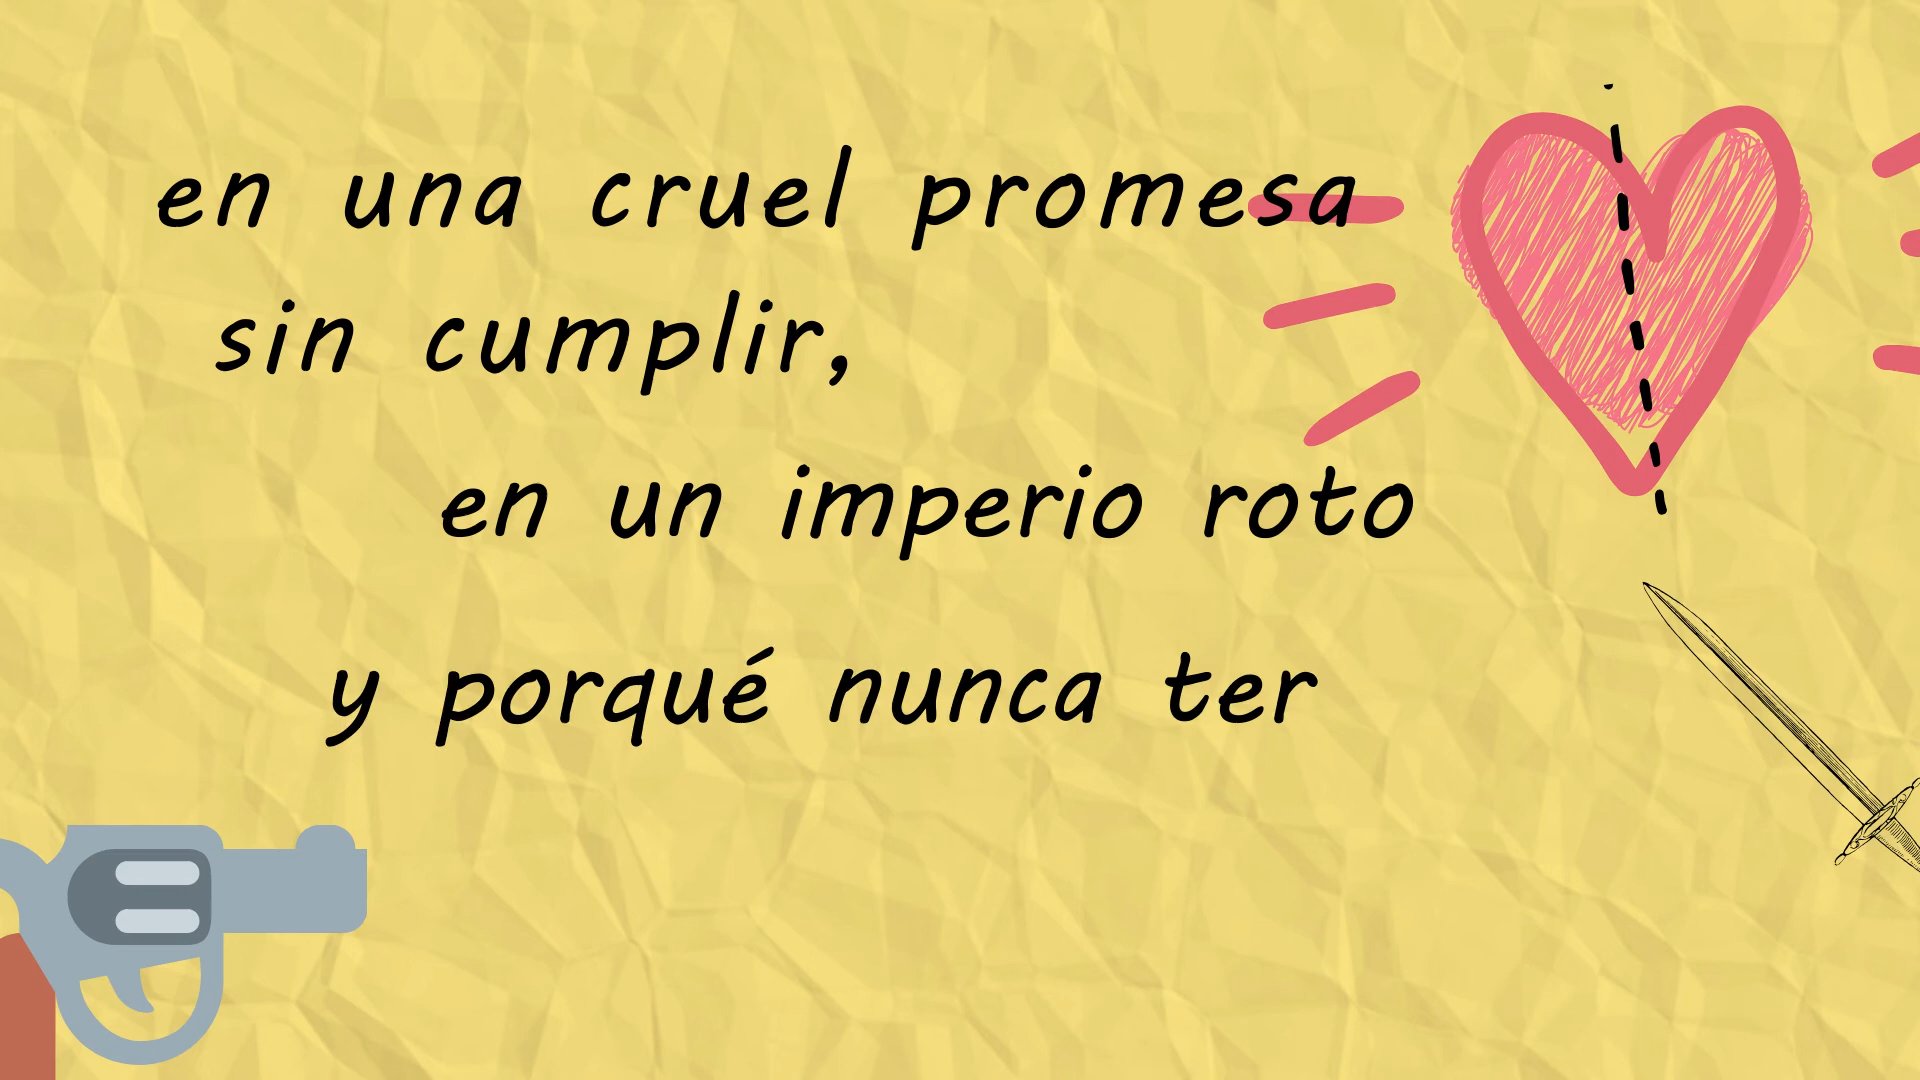 en una cruel promesa
sin cumplir,
en un imperio roto
y porqué nunca ter